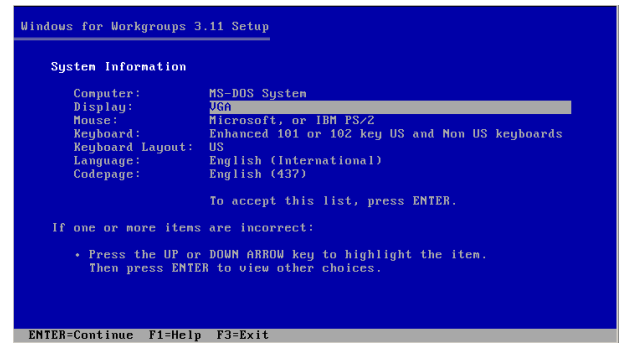 Windows for Workgroups 3.11 Setup
System Information
Computer: MS-DOS System
Display: VGA
Mouse: Microsoft, or IBM PS/2
Keyboard: Enhanced 101 or 102 key US and Non US keyboards
Keyboard Layout: US
Language: English (International)
Codepage: English (437)
To accept this list, press ENTER.
If one or more items are incorrect:
• Press the UP or DOWN ARROW key to highlight the item.
Then press ENTER to view other choices.
ENTER=Continue F1=Help F3=Exit